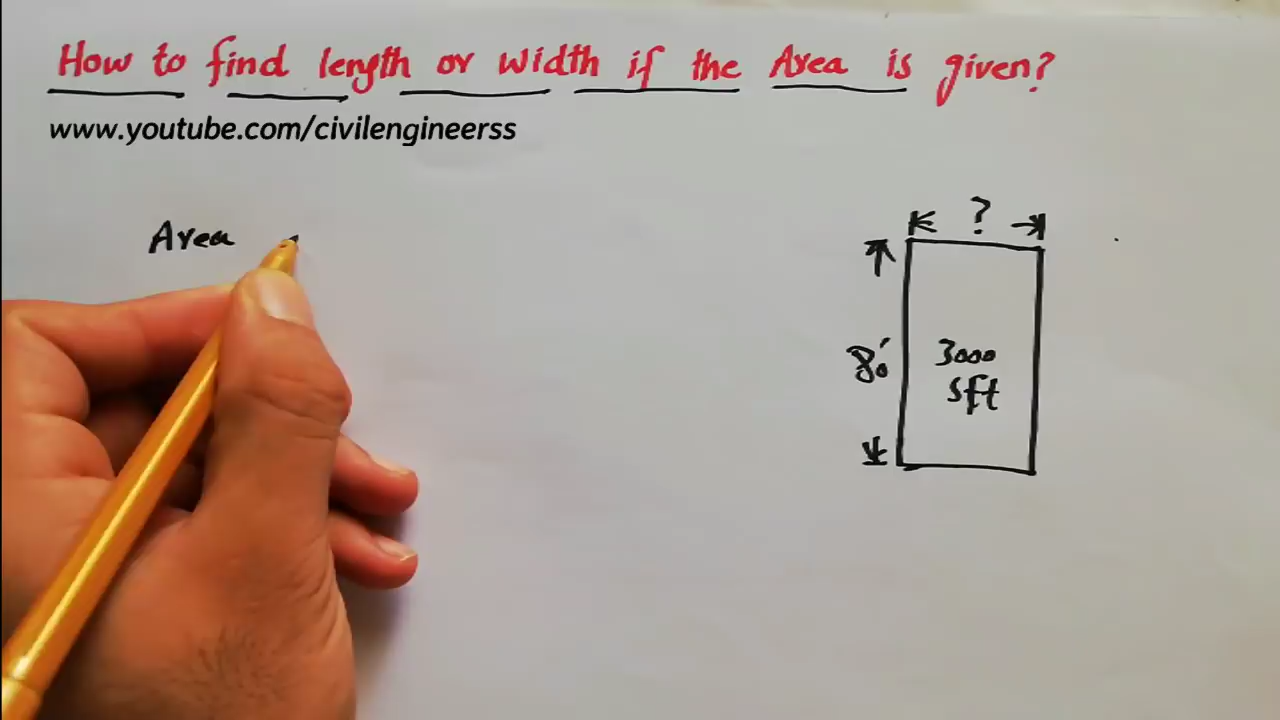 How to find length or width if the Area is given?
www.youtube.com/civilengineerss
Area
?
80'
3000
sft